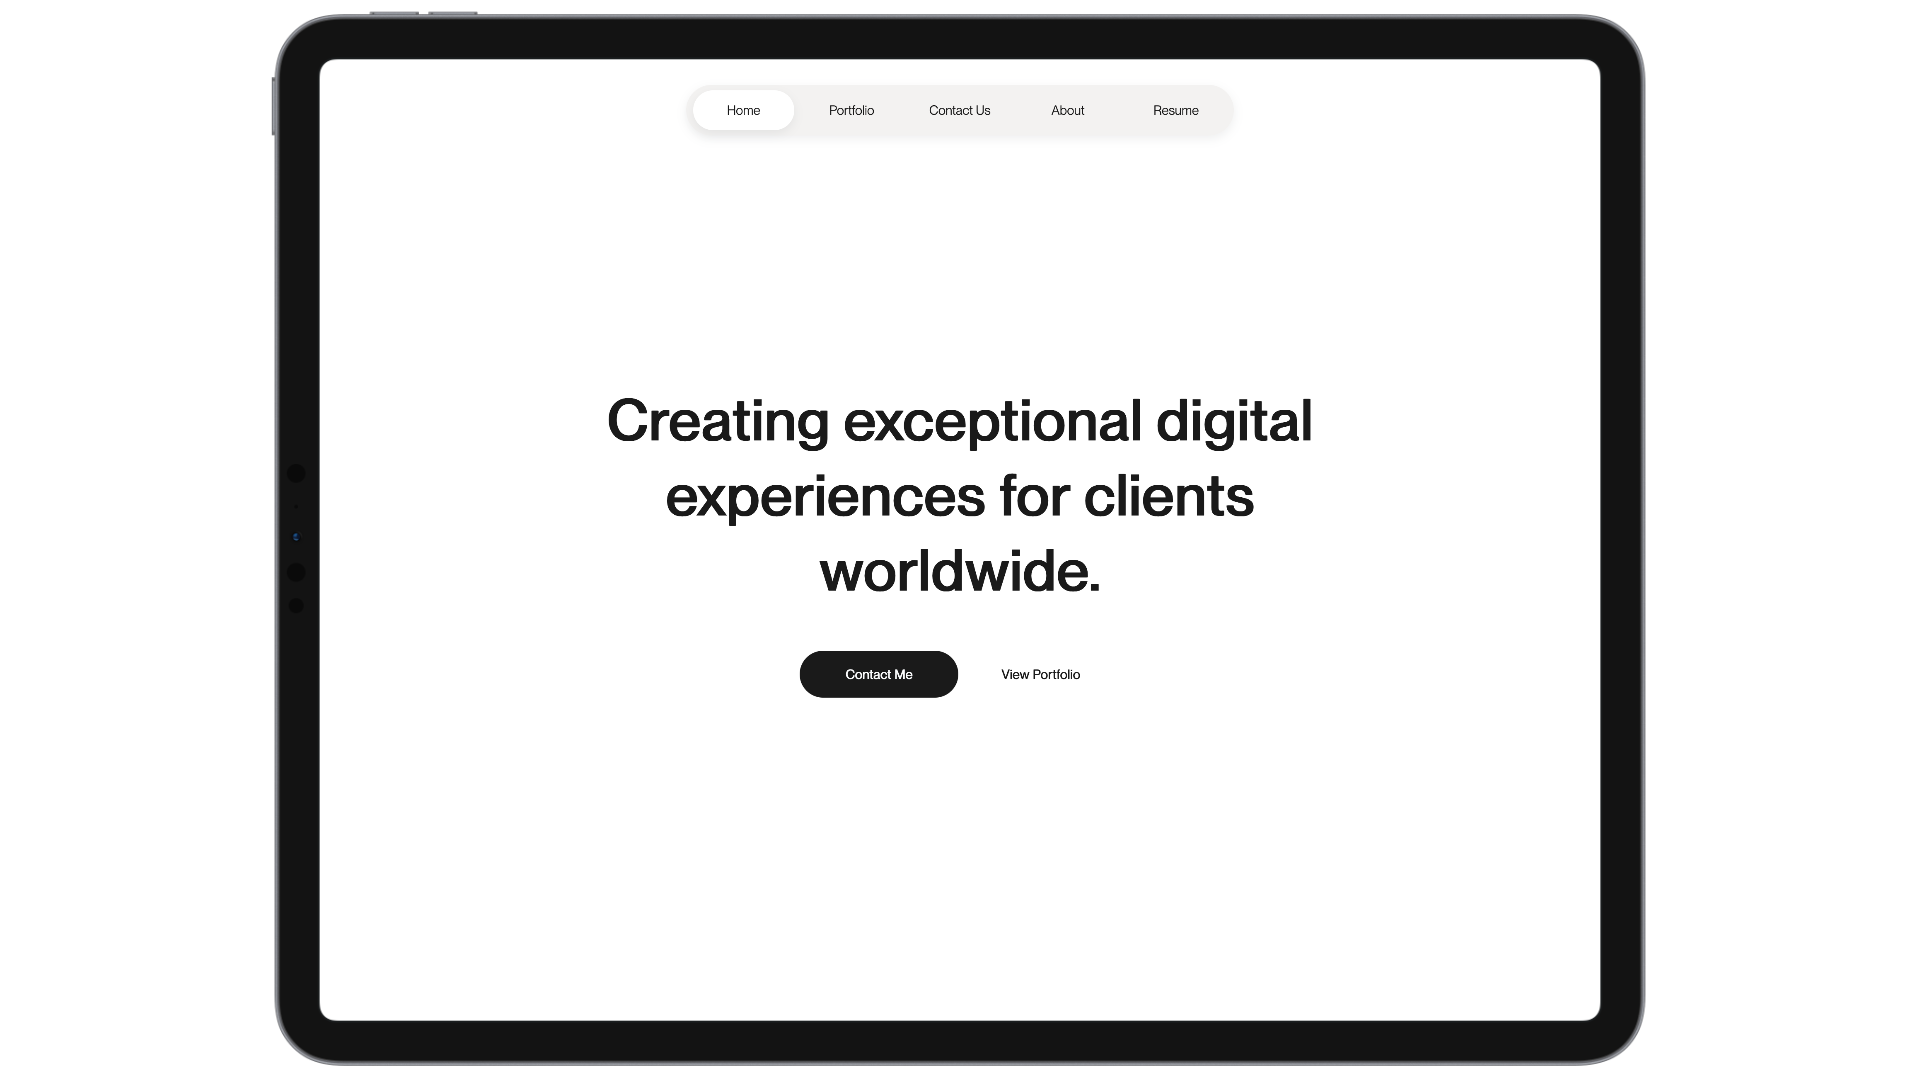 Home Portfolio Contact Us About Resume
Creating exceptional digital
experiences for clients
worldwide.
Contact Me View Portfolio